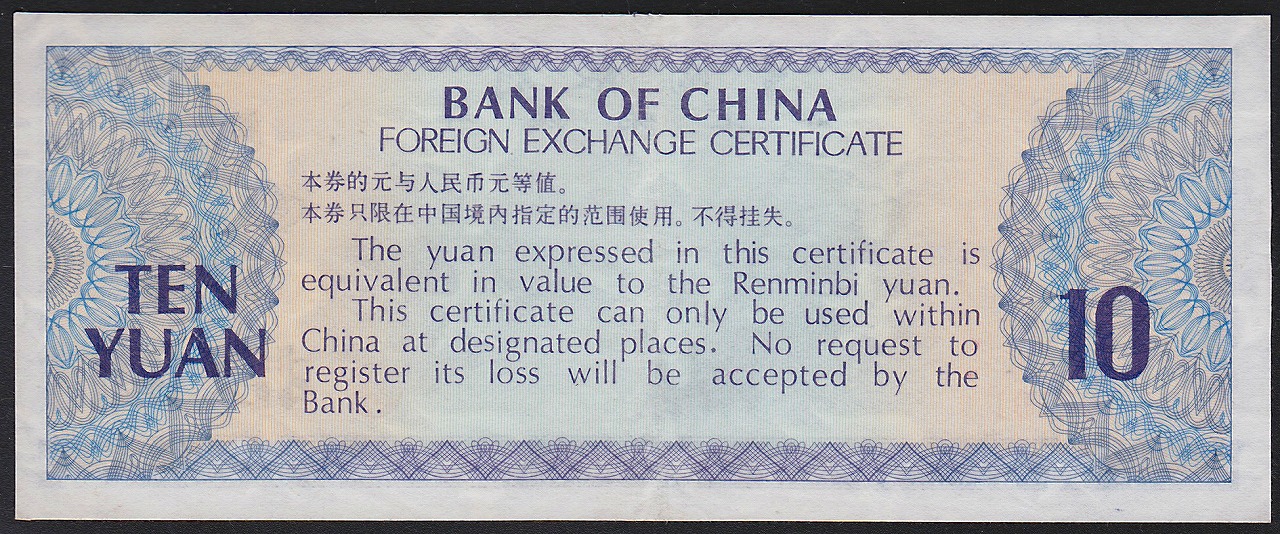 BANK OF CHINA
FOREIGN EXCHANGE CERTIFICATE
本券的元与人民币元等值。
本券只限在中国境内指定的范围使用。不得挂失。
The yuan expressed in this certificate is
equivalent in value to the Renminbi yuan.
This certificate can only be used within
China at designated places. No request to
register its loss will be accepted by the
Bank.
TEN
YUAN
10